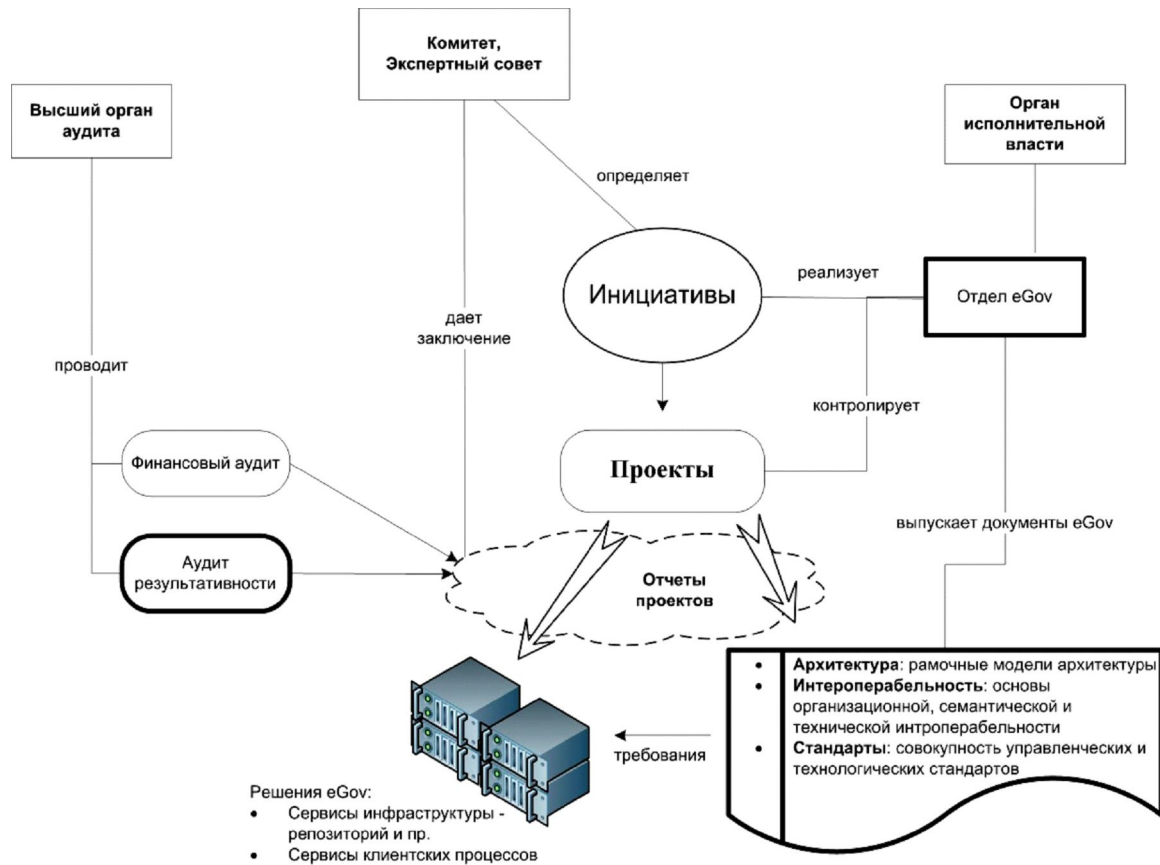 Комитет,
Экспертный совет
Высший орган
аудита
Орган
исполнительной
власти
определяет
Инициативы
реализует
Отдел eGov
дает
заключение
проводит
контролирует
Финансовый аудит
Проекты
выпускает документы eGov
Аудит
результативности
Отчеты
проектов
• Архитектура: рамочные модели архитектуры
• Интероперабельность: основы
организационной, семантической и
технической интроперабельности
• Стандарты: совокупность управленческих и
технологических стандартов
требования
Решения eGov:
• Сервисы инфраструктуры -
репозиторий и пр.
• Сервисы клиентских процессов